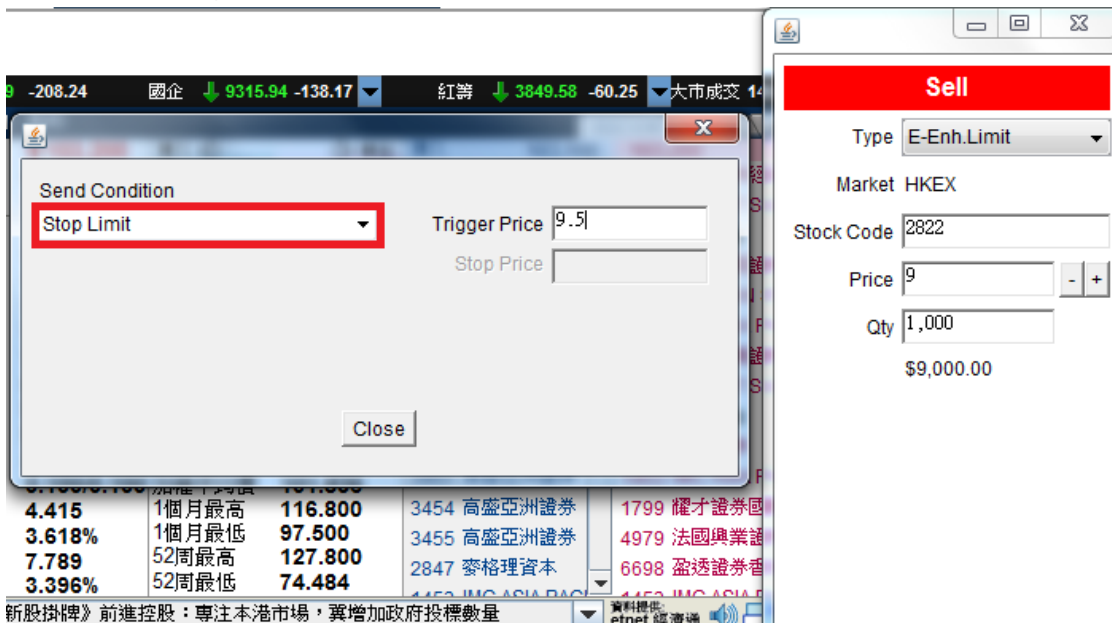 9 -208.24 國企 9315.94 -138.17 紅籌 3849.58 -60.25 大市成交 14
Send Condition
Stop Limit
Trigger Price 9.5
Stop Price
Close
Sell
Type E-Enh.Limit
Market HKEX
Stock Code 2822
Price 9 - +
Qty 1,000
$9,000.00
4.415 1個月最高 116.800 3454 高盛亞洲證券 1799 耀才證券國
3.618% 1個月最低 97.500 3455 高盛亞洲證券 4979 法國興業證
7.789 52周最高 127.800 2847 麥格理資本 6698 盈透證券香
3.396% 52周最低 74.484
新股掛牌》前進控股：專注本港市場，冀增加政府投標數量 資料提供:
etnet 經濟通